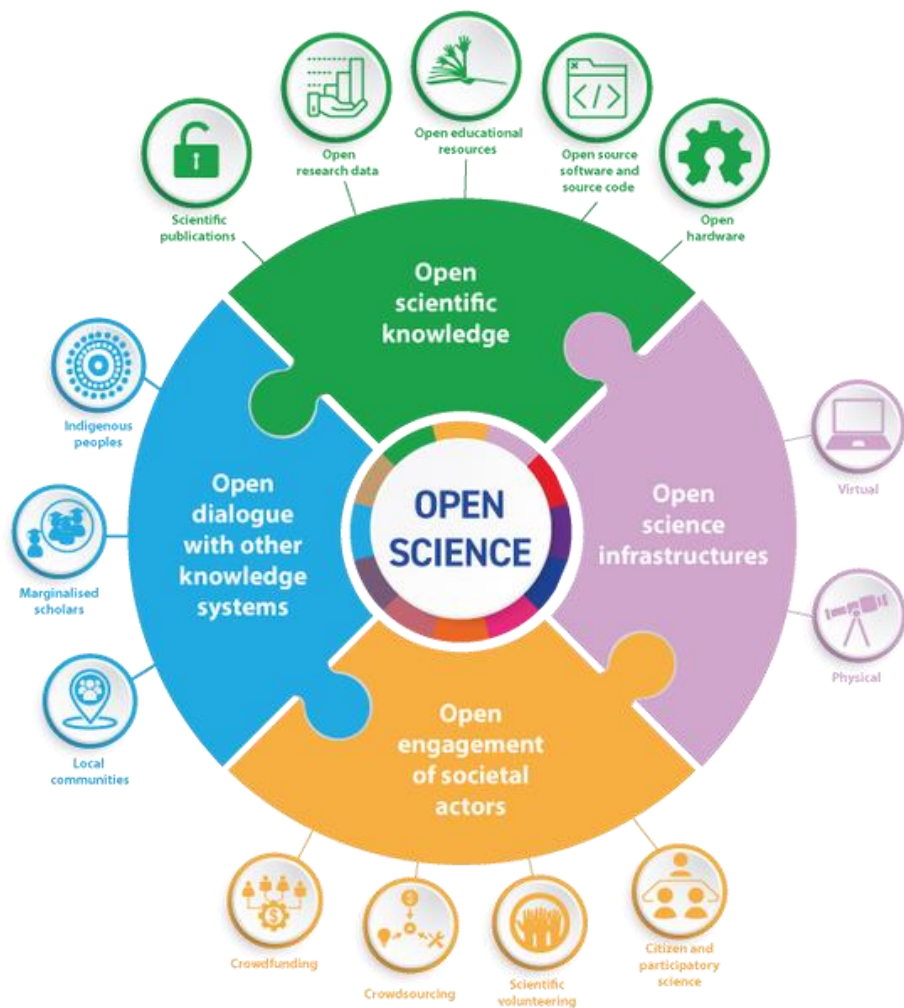 Open educational
resources
Open
research data
Open source
software and
source code
Scientific
publications
Open
hardware
Open
scientific
knowledge
Indigenous
peoples
Open
dialogue
with other
knowledge
systems
OPEN
SCIENCE
Open
science
infrastructures
Virtual
Marginalised
scholars
Physical
Local
communities
Open
engagement
of societal
actors
Crowdfunding
Crowdsourcing
Scientific
volunteering
Citizen and
participatory
science